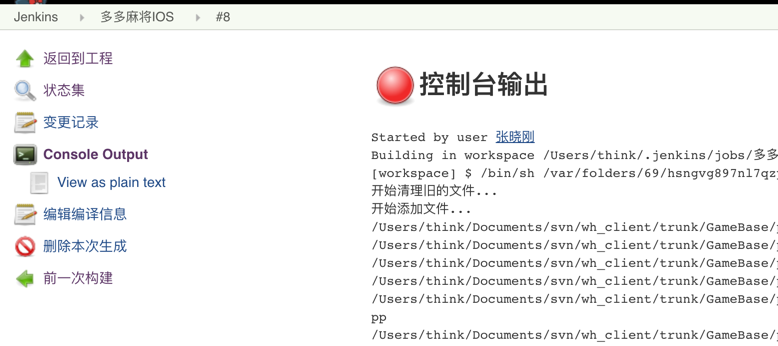 Jenkins 多多麻将IOS #8
返回到工程
状态集
变更记录
Console Output
View as plain text
编辑编译信息
删除本次生成
前一次构建
控制台输出
Started by user 张晓刚
Building in workspace /Users/think/.jenkins/jobs/多多
[workspace] $ /bin/sh /var/folders/69/hsngvg897nl7qzy
开始清理旧的文件...
开始添加文件...
/Users/think/Documents/svn/wh_client/trunk/GameBase/p
/Users/think/Documents/svn/wh_client/trunk/GameBase/p
/Users/think/Documents/svn/wh_client/trunk/GameBase/p
/Users/think/Documents/svn/wh_client/trunk/GameBase/p
/Users/think/Documents/svn/wh_client/trunk/GameBase/p
pp
/Users/think/Documents/svn/wh_client/trunk/GameBase/p